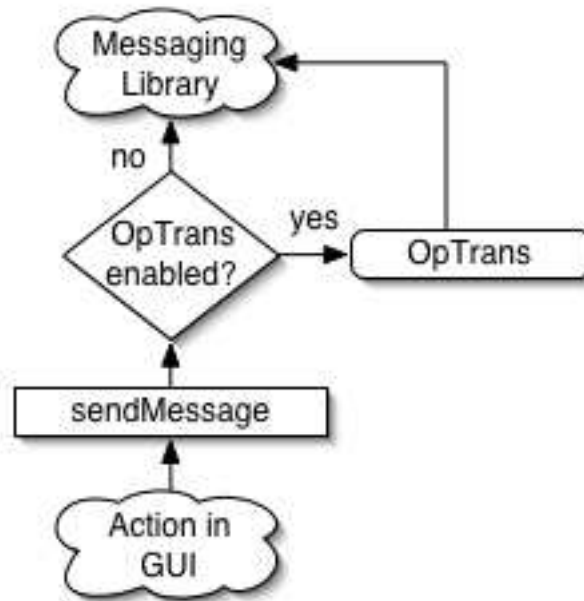 Messaging
Library
no
yes
OpTrans
enabled?
OpTrans
sendMessage
Action in
GUI